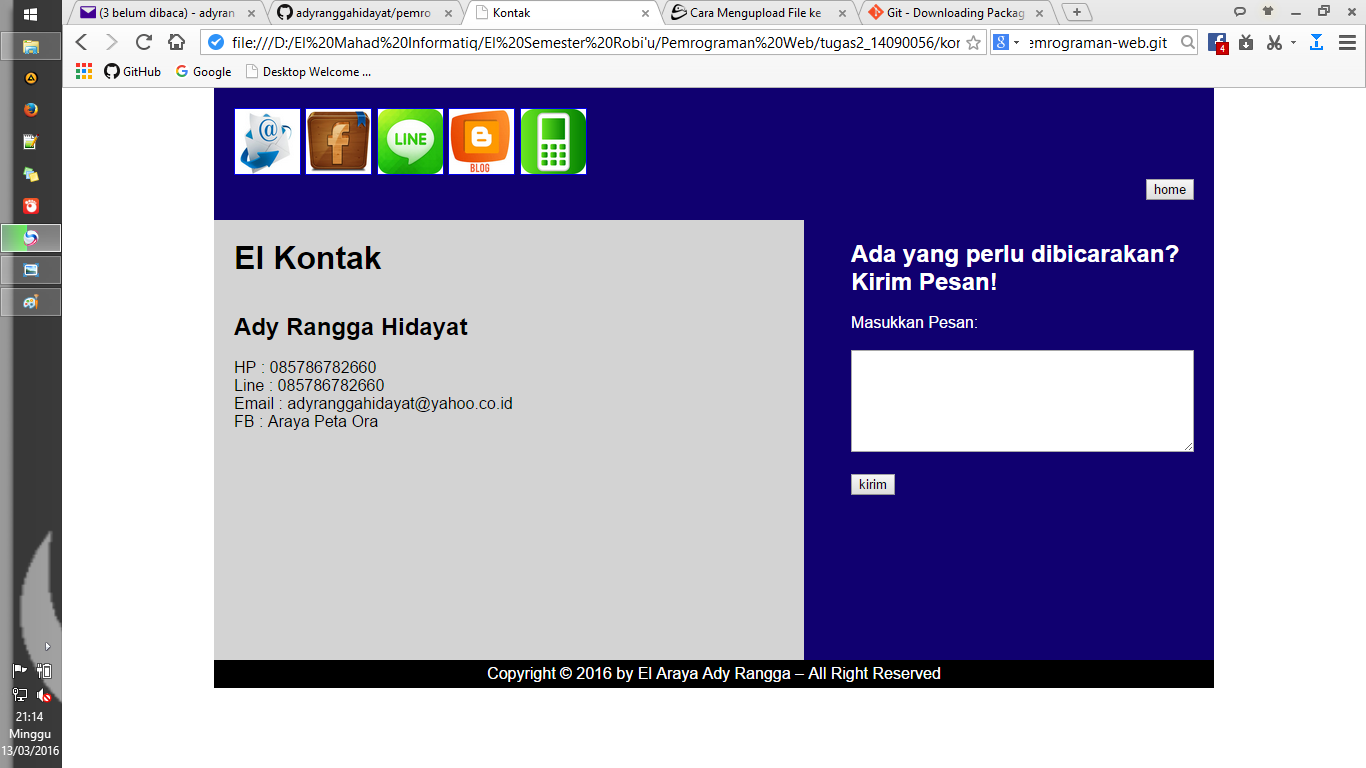 (3 belum dibaca) - adyran
adyranggahidayat/pemro
Kontak
Cara Mengupload File ke
Git - Downloading Packag
file:///D:/El%20Mahad%20Informatiq/El%20Semester%20Robi'u/Pemrograman%20Web/tugas2_14090056/kor
emrograman-web.git
4
GitHub
Google
Desktop Welcome ...
@
f
LINE
B
BLOG
home
El Kontak
Ady Rangga Hidayat
HP : 085786782660
Line : 085786782660
Email : adyranggahidayat@yahoo.co.id
FB : Araya Peta Ora
Ada yang perlu dibicarakan?
Kirim Pesan!
Masukkan Pesan:
kirim
Copyright © 2016 by El Araya Ady Rangga – All Right Reserved
21:14
Minggu
13/03/2016